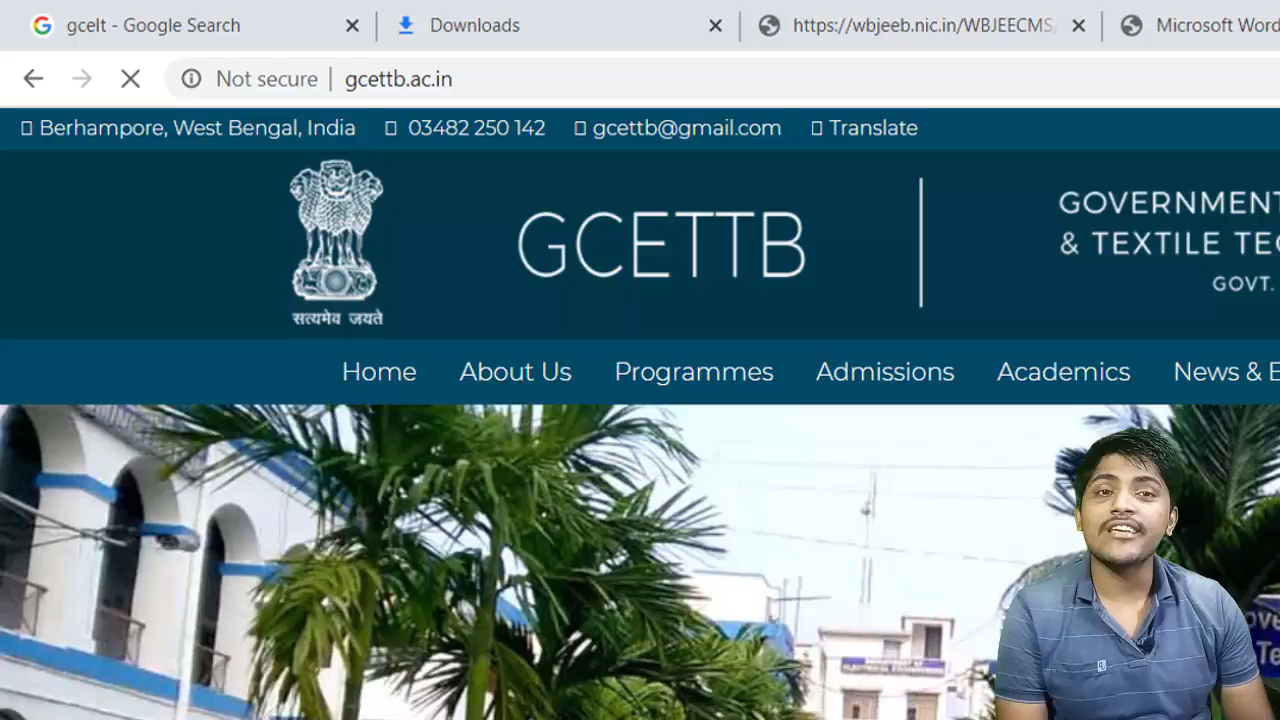 gcelt - Google Search
Downloads
https://wbjeeb.nic.in/WBJEECMS/
Microsoft Word
Not secure
gcettb.ac.in
Berhampore, West Bengal, India
03482 250 142
gcettb@gmail.com
Translate
सत्यमेव जयते
GCETTB
GOVERNMENT
& TEXTILE TEC
GOVT.
Home
About Us
Programmes
Admissions
Academics
News & E